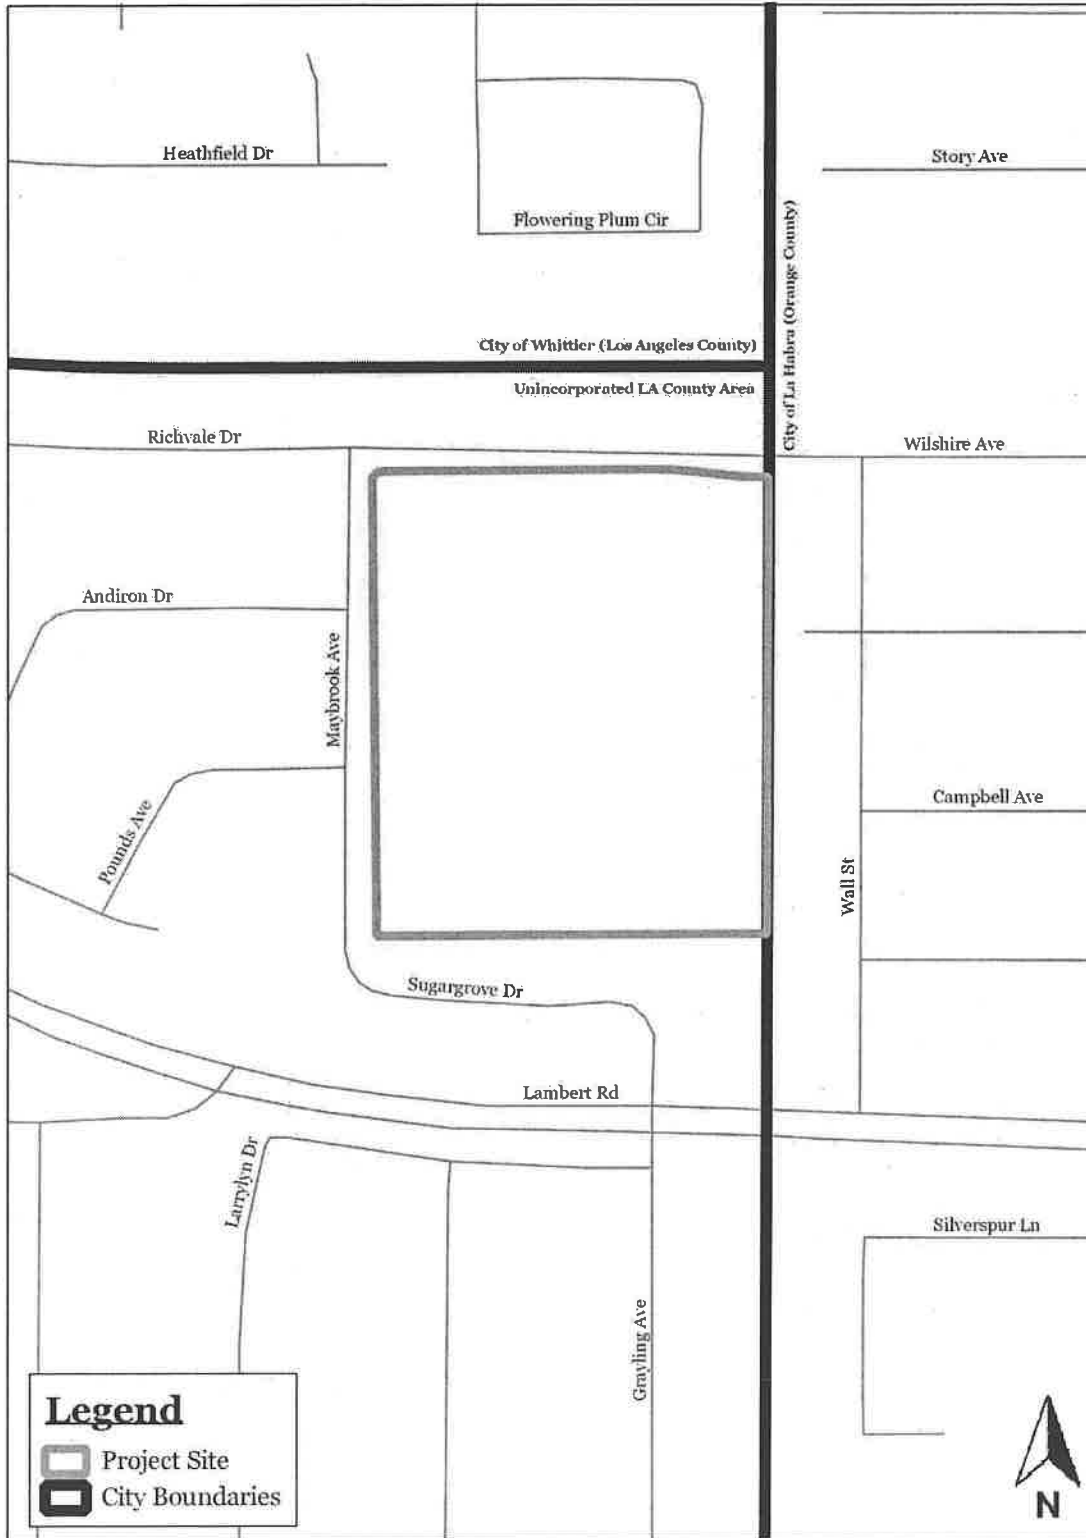 Heathfield Dr
Story Ave
Flowering Plum Cir
City of La Habra (Orange County)
City of Whittier (Los Angeles County)
Unincorporated LA County Area
Richvale Dr
Wilshire Ave
Andiron Dr
Maybrook Ave
Campbell Ave
Pounds Ave
Wall St
Sugargrove Dr
Lambert Rd
Larrylyn Dr
Silverspur Ln
Grayling Ave
Legend
Project Site
City Boundaries
N